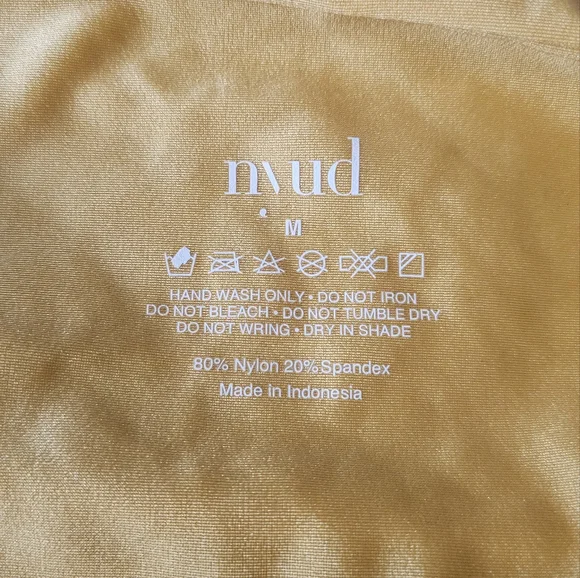 nyud
M
HAND WASH ONLY • DO NOT IRON
DO NOT BLEACH • DO NOT TUMBLE DRY
DO NOT WRING • DRY IN SHADE
80% Nylon 20%Spandex
Made in Indonesia